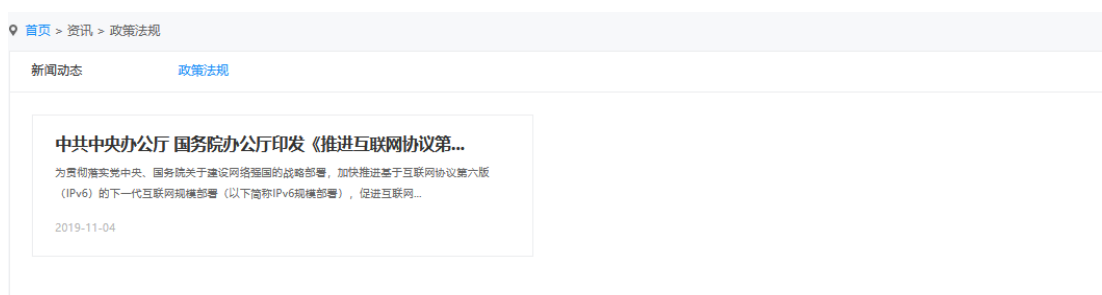 首页 > 资讯 > 政策法规
新闻动态 政策法规
中共中央办公厅 国务院办公厅印发《推进互联网协议第...
为贯彻落实党中央、国务院关于建设网络强国的战略部署，加快推进基于互联网协议第六版
（IPv6）的下一代互联网规模部署（以下简称IPv6规模部署），促进互联网...
2019-11-04